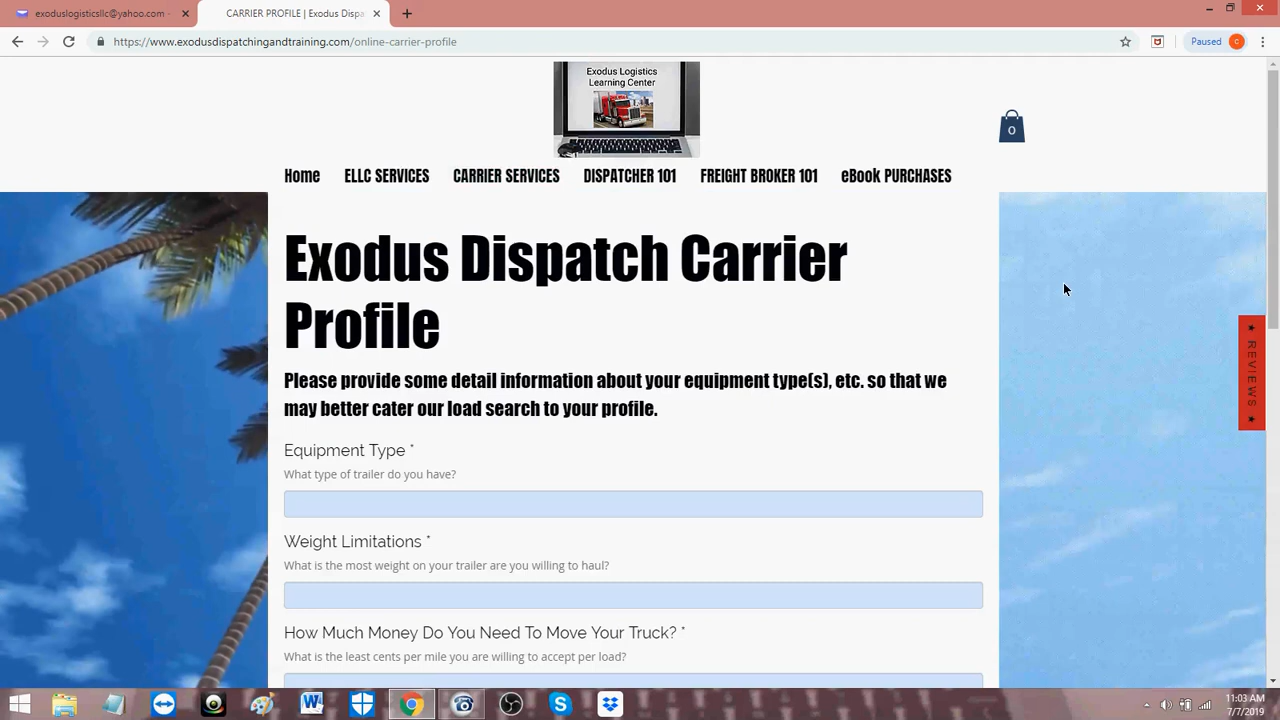 exoduslogisticsllc@yahoo.com -
CARRIER PROFILE | Exodus Dispa
https://www.exodusdispatchingandtraining.com/online-carrier-profile
Paused
c
Exodus Logistics
Learning Center
0
Home ELLC SERVICES CARRIER SERVICES DISPATCHER 101 FREIGHT BROKER 101 eBook PURCHASES
Exodus Dispatch Carrier
Profile
Please provide some detail information about your equipment type(s), etc. so that we
may better cater our load search to your profile.
Equipment Type *
What type of trailer do you have?
Weight Limitations *
What is the most weight on your trailer are you willing to haul?
How Much Money Do You Need To Move Your Truck? *
What is the least cents per mile you are willing to accept per load?
★ REVIEWS ★
11:03 AM
7/7/2019